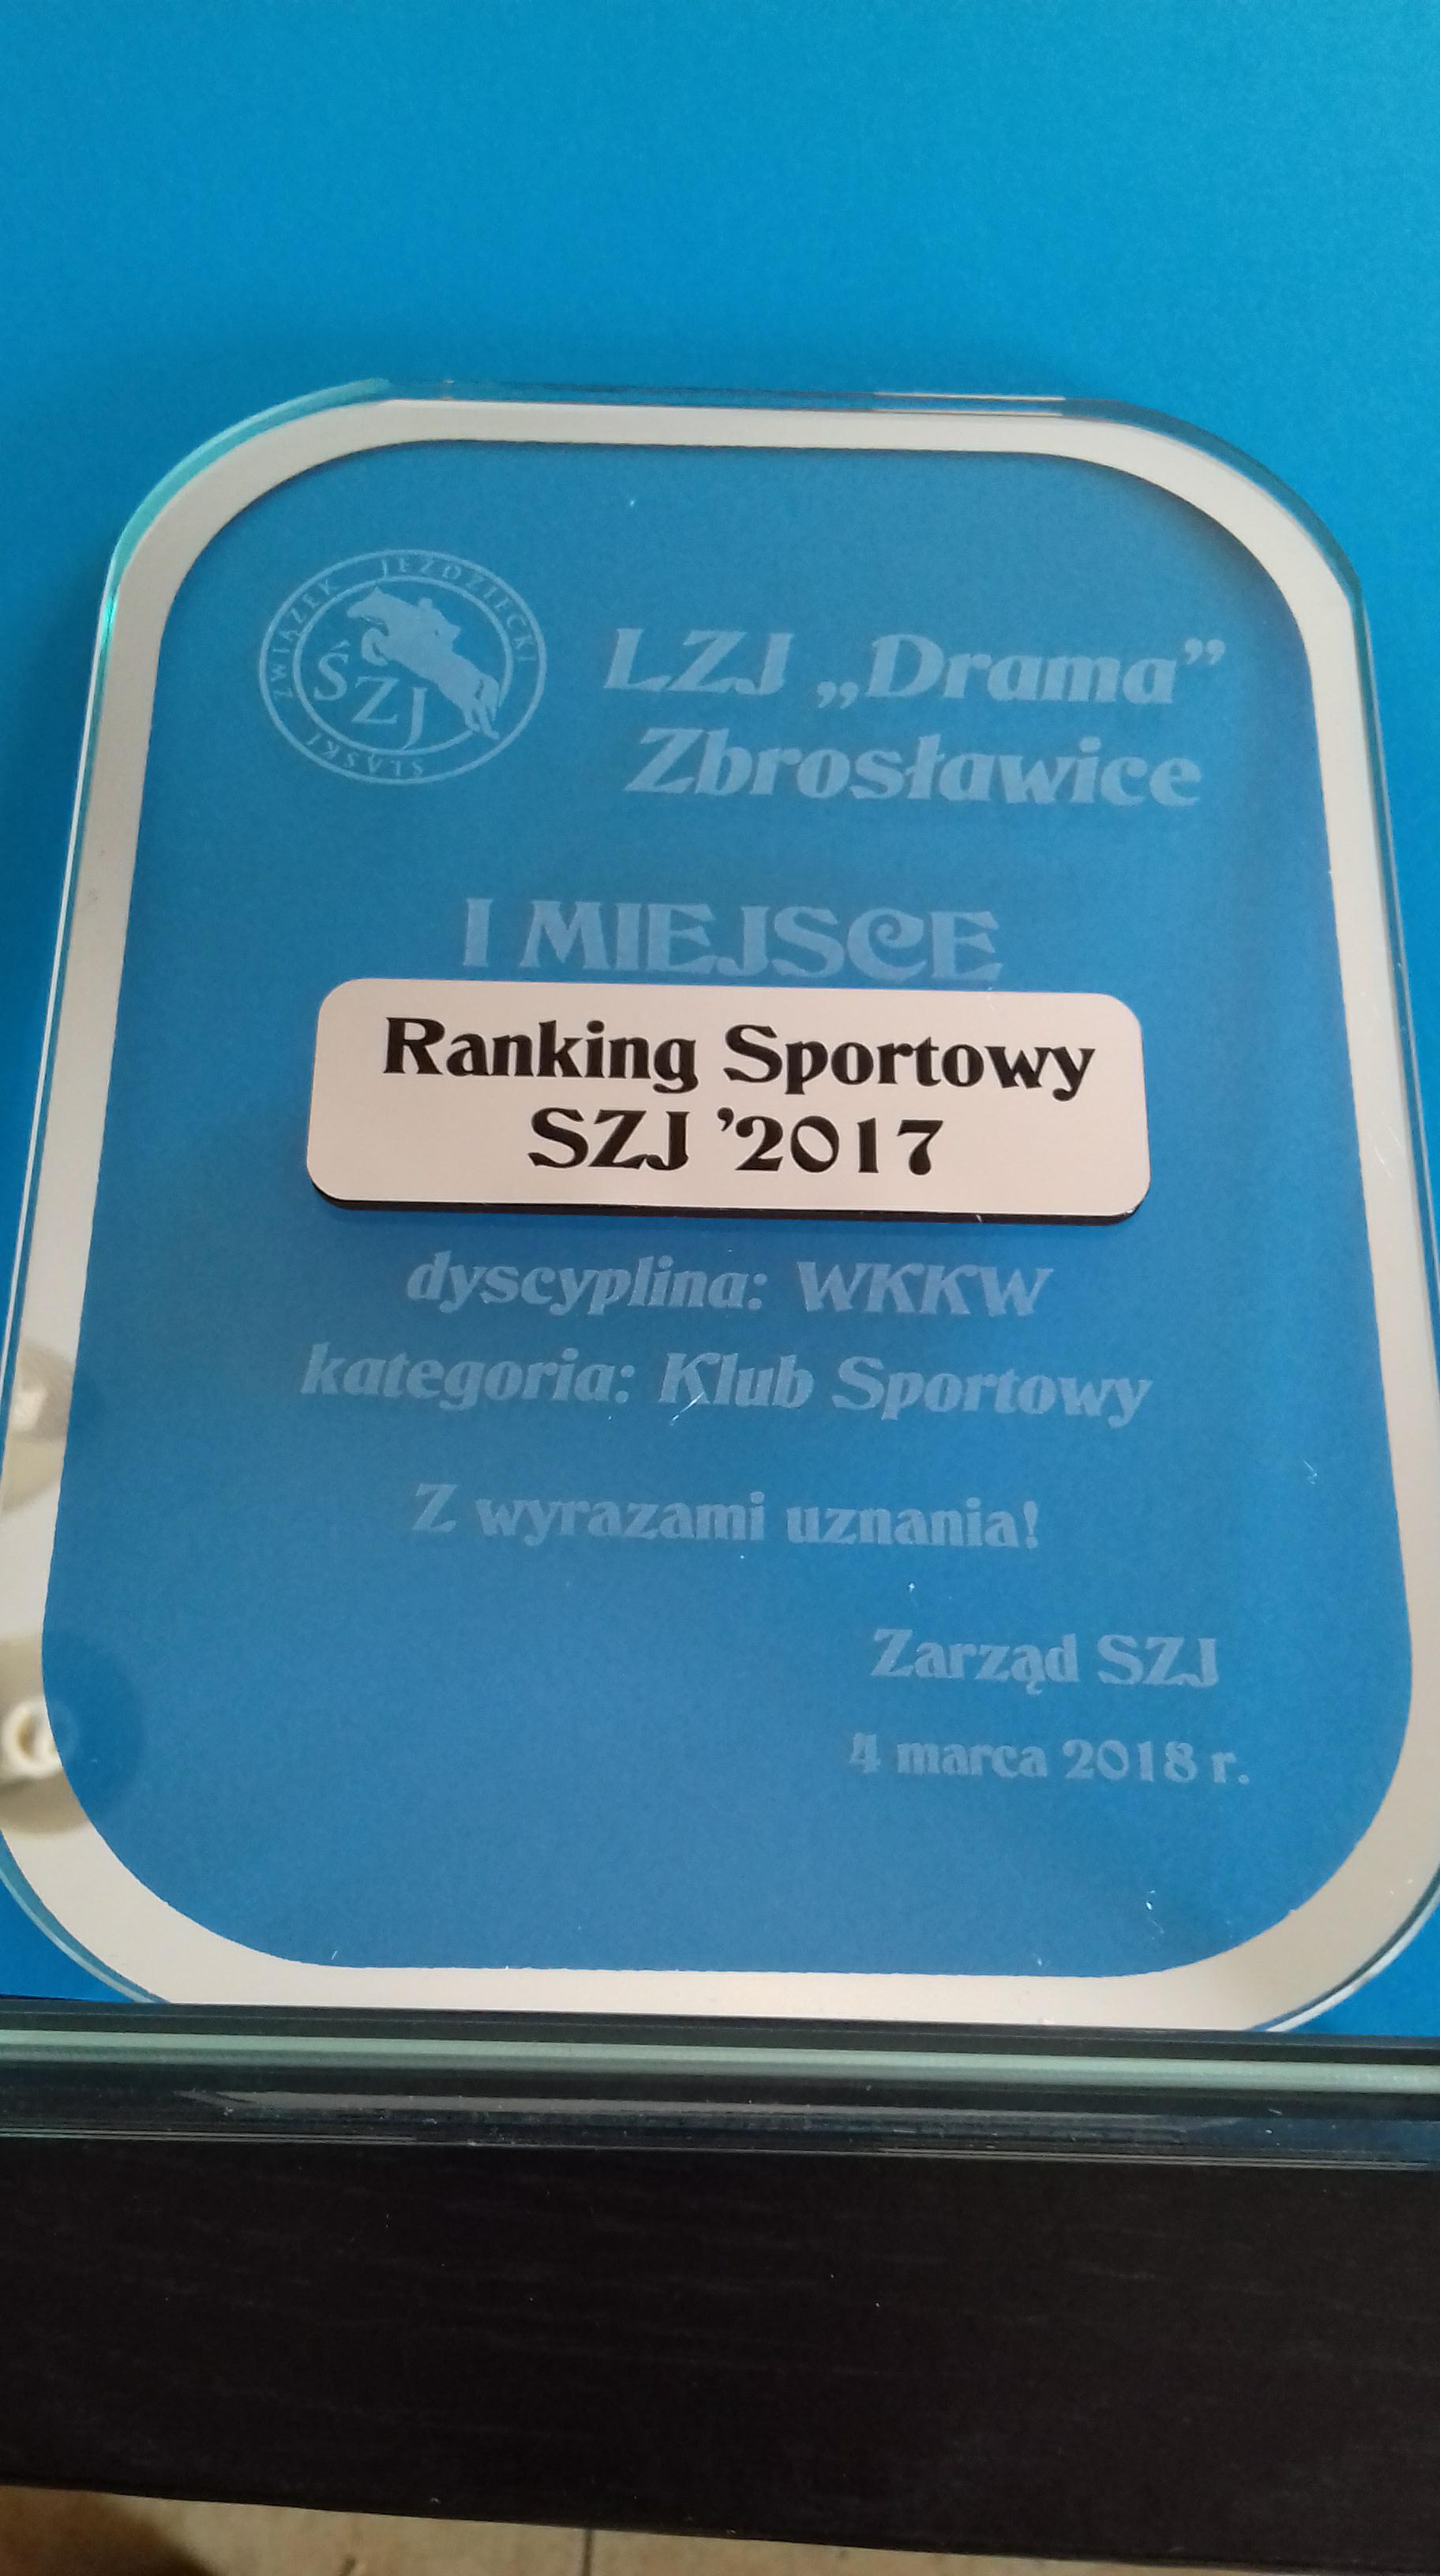 ŚLĄSKI ZWIĄZEK JEŹDZIECKI
ŚZJ
LZJ „Drama”
Zbrosławice
I MIEJSCE
Ranking Sportowy
SZJ ’2017
dyscyplina: WKKW
kategoria: Klub Sportowy
Z wyrazami uznania!
Zarząd SZJ
4 marca 2018 r.